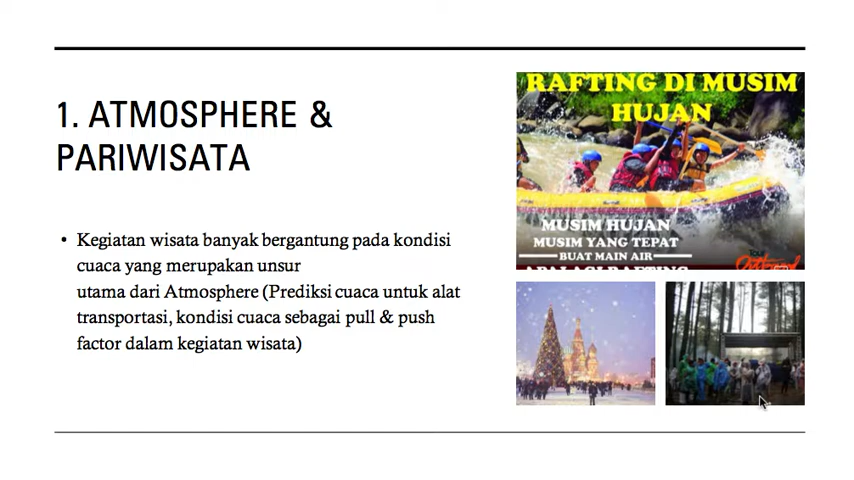 1. ATMOSPHERE &
PARIWISATA
• Kegiatan wisata banyak bergantung pada kondisi
cuaca yang merupakan unsur
utama dari Atmosphere (Prediksi cuaca untuk alat
transportasi, kondisi cuaca sebagai pull & push
factor dalam kegiatan wisata)
RAFTING DI MUSIM
HUJAN
MUSIM HUJAN
MUSIM YANG TEPAT
BUAT MAIN AIR
APALAGI RAFTING